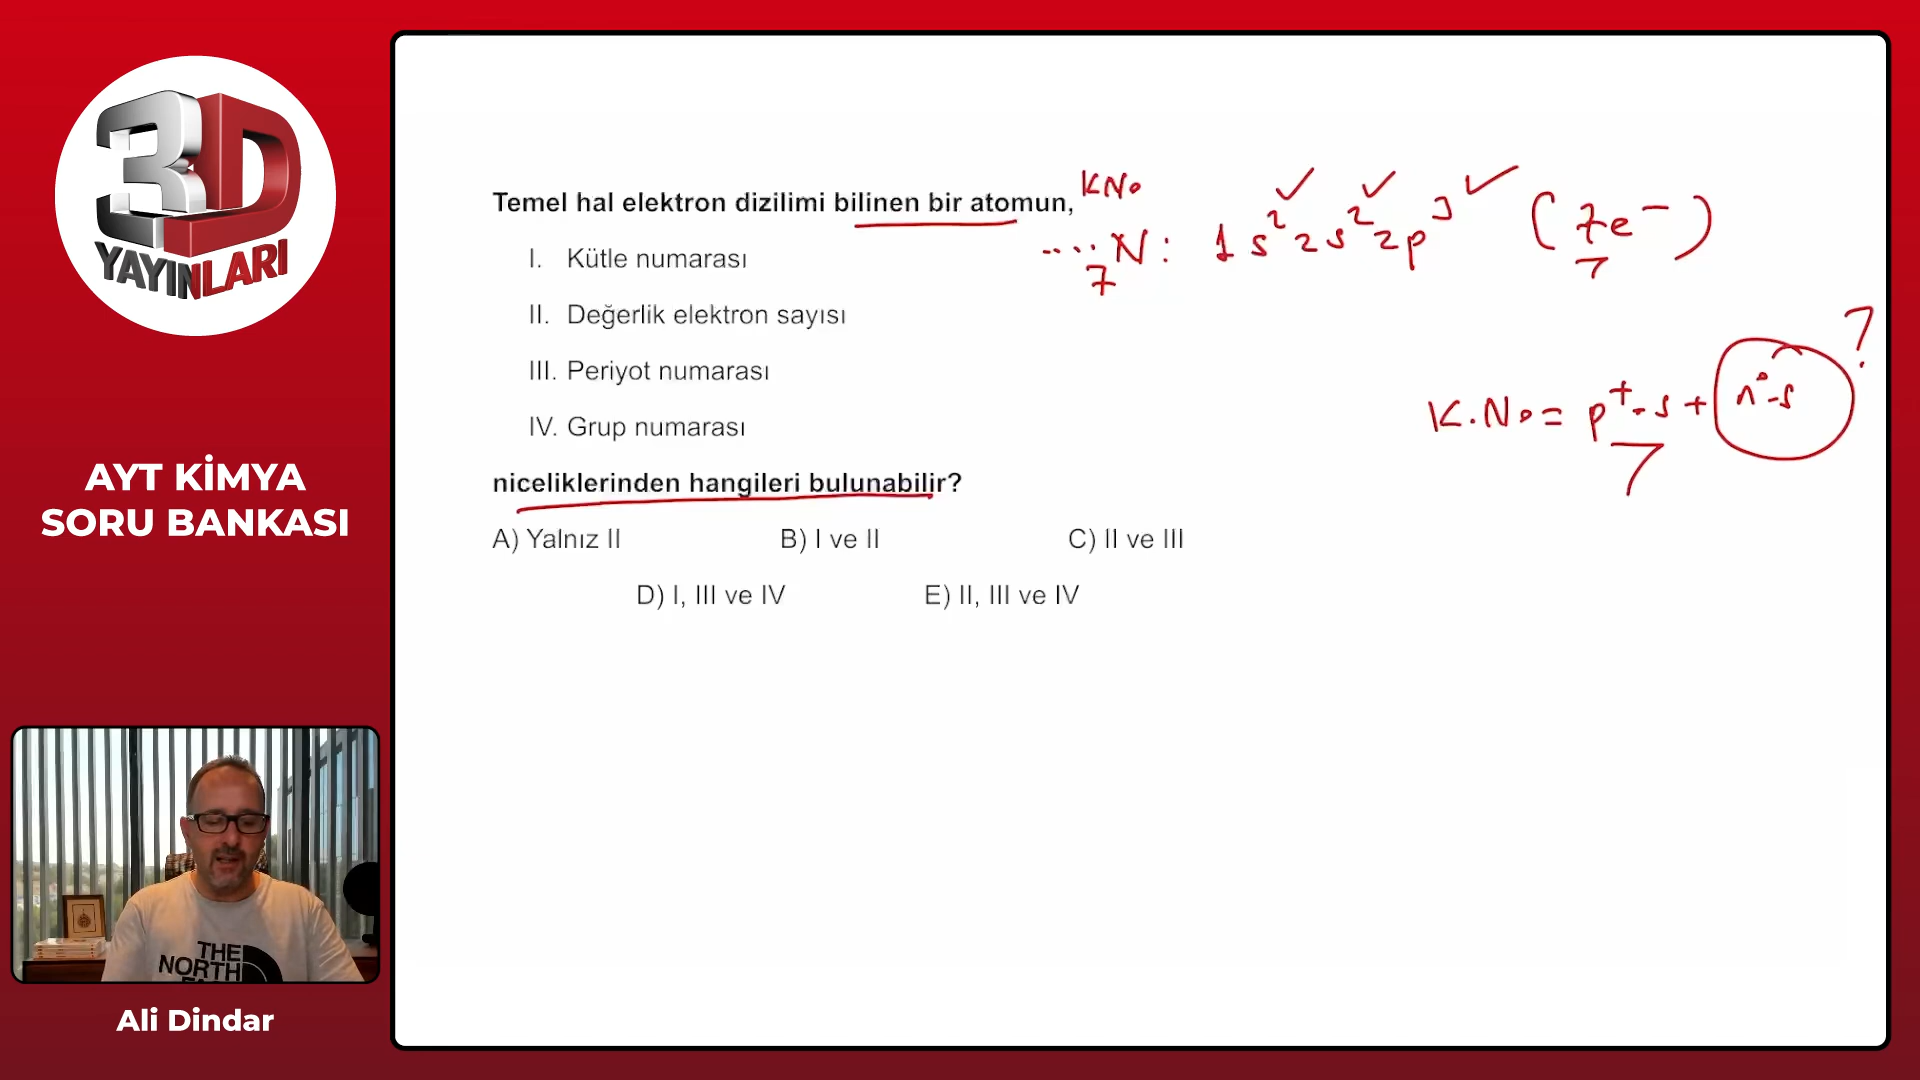 3D
YAYINLARI
AYT KİMYA
SORU BANKASI
Temel hal elektron dizilimi bilinen bir atomun,
I. Kütle numarası
II. Değerlik elektron sayısı
III. Periyot numarası
IV. Grup numarası
niceliklerinden hangileri bulunabilir?
A) Yalnız II B) I ve II C) II ve III
D) I, III ve IV E) II, III ve IV
KNo
.... ₇N: 1s² 2s² 2p³ (7e⁻)
7
?
K.No = p⁺-s + n°-s
7
THE
NORTH
Ali Dindar